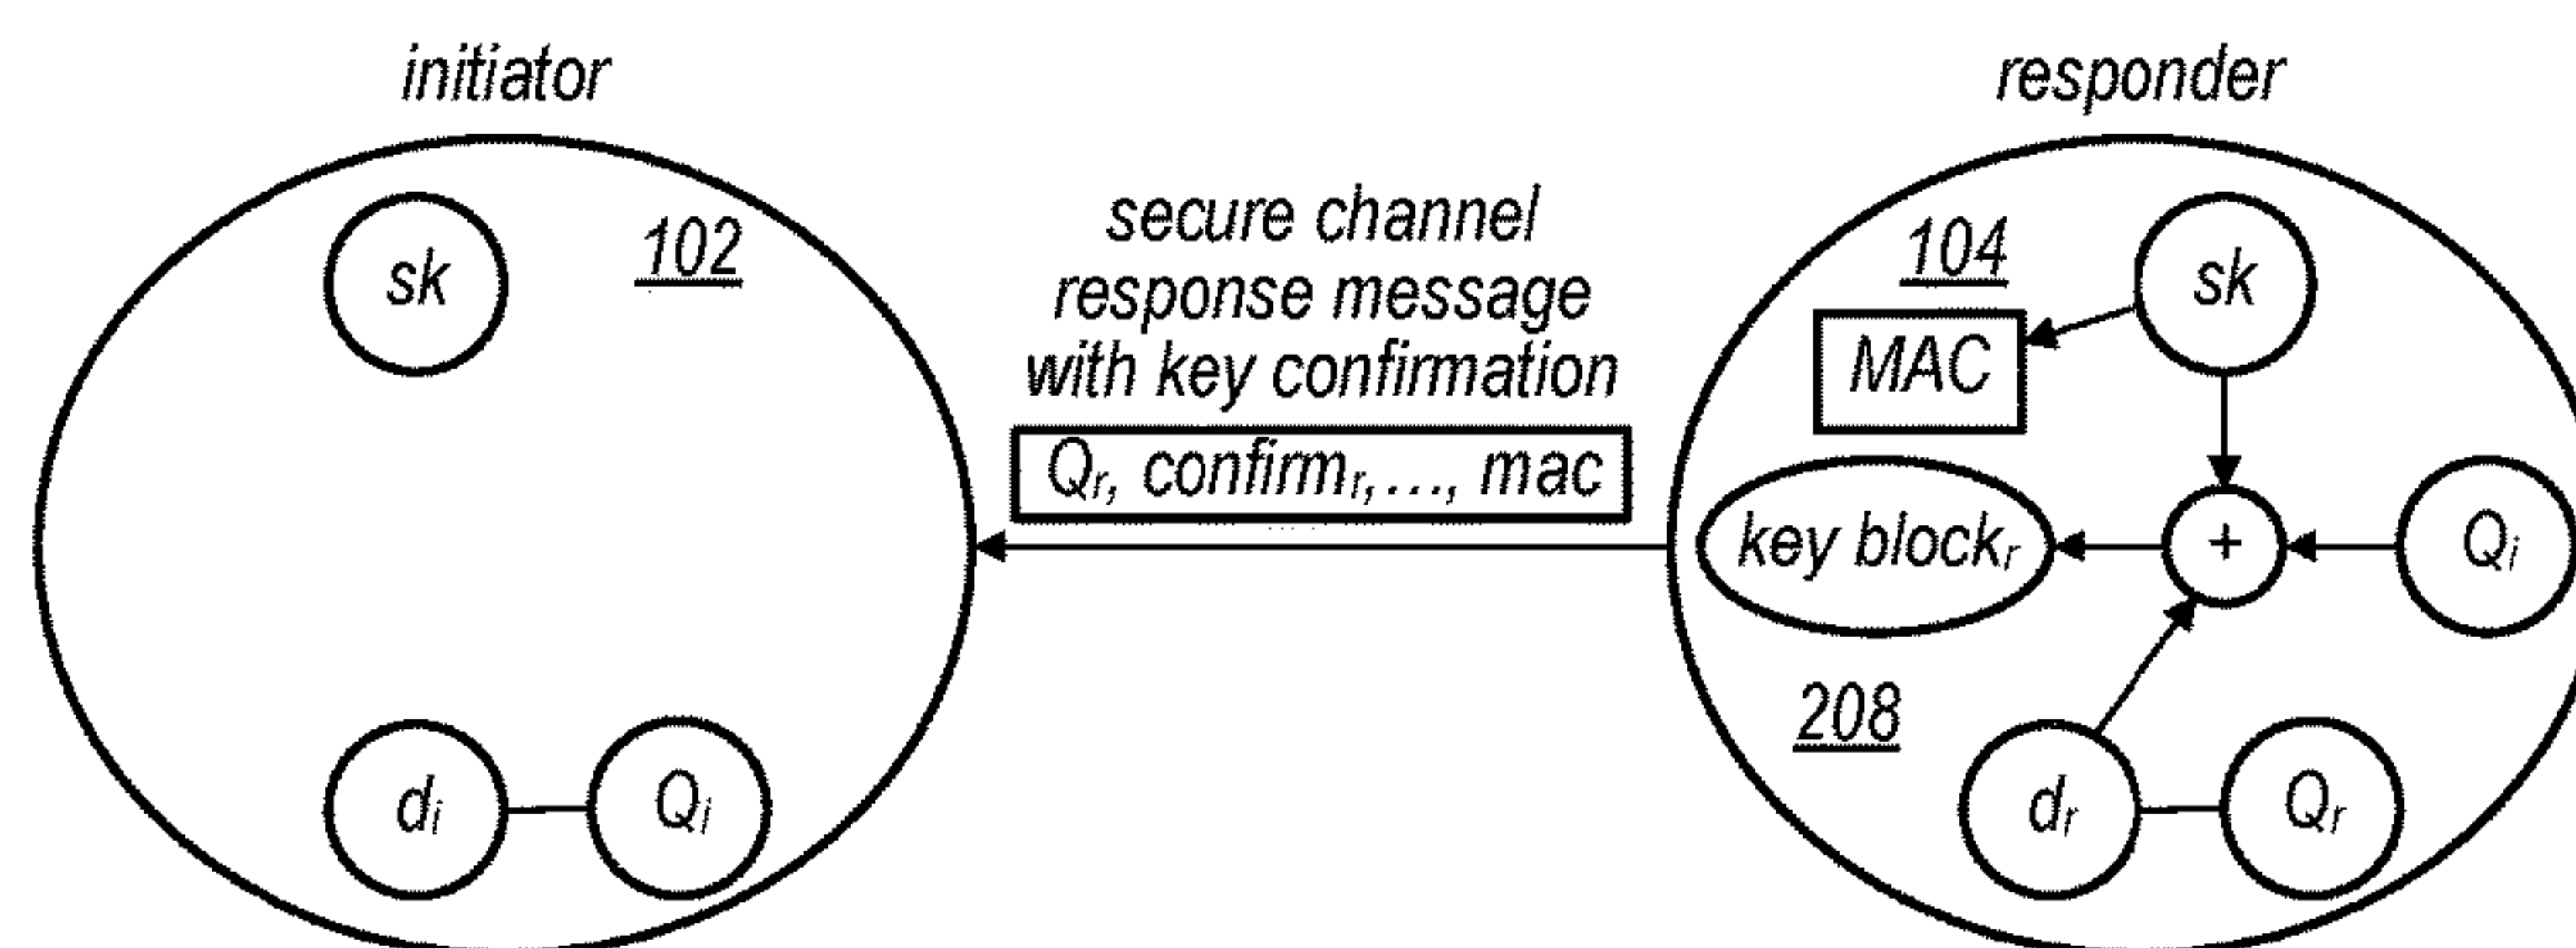 initiator
responder
sk
102
secure channel
response message
with key confirmation
Qr, confirmr,..., mac
104
sk
MAC
key blockr
+
Qi
208
di
Qi
dr
Qr